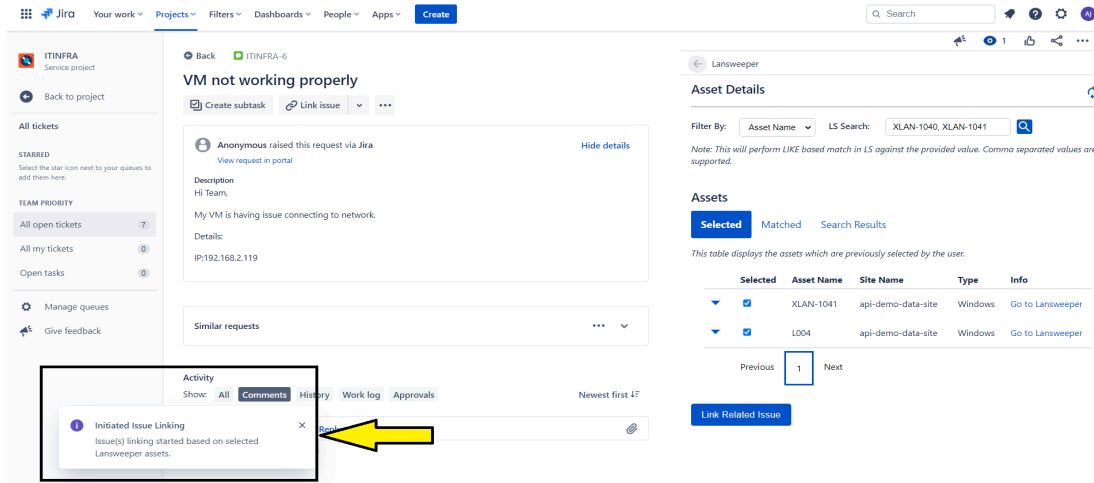 Jira Your work Projects Filters Dashboards People Apps Create Search AJ
ITINFRA
Service project
Back to project
All tickets
STARRED
Select the star icon next to your queues to
add them here.
TEAM PRIORITY
All open tickets 7
All my tickets 0
Open tasks 0
Manage queues
Give feedback
Back ITINFRA-6
VM not working properly
Create subtask Link issue
Anonymous raised this request via Jira Hide details
View request in portal
Description
Hi Team,
My VM is having issue connecting to network.
Details:
IP:192.168.2.119
Similar requests
Activity
Show: All Comments History Work log Approvals Newest first
Initiated Issue Linking
Issue(s) linking started based on selected
Lansweeper assets.
1
Lansweeper
Asset Details
Filter By: Asset Name LS Search: XLAN-1040, XLAN-1041
Note: This will perform LIKE based match in LS against the provided value. Comma separated values are
supported.
Assets
Selected Matched Search Results
This table displays the assets which are previously selected by the user.
Selected Asset Name Site Name Type Info
XLAN-1041 api-demo-data-site Windows Go to Lansweeper
L004 api-demo-data-site Windows Go to Lansweeper
Previous 1 Next
Link Related Issue